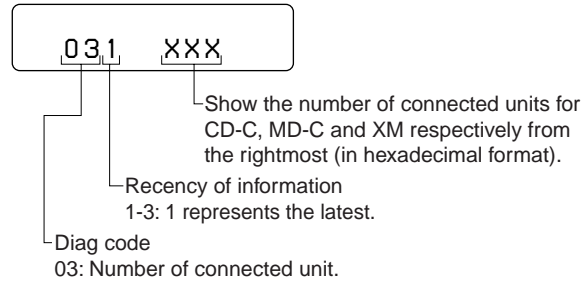 031 XXX
Show the number of connected units for
CD-C, MD-C and XM respectively from
the rightmost (in hexadecimal format).
Recency of information
1-3: 1 represents the latest.
Diag code
03: Number of connected unit.